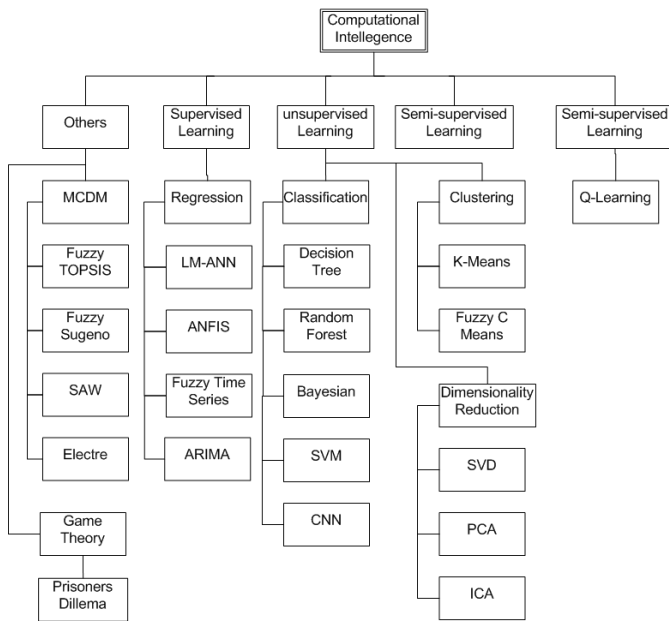 Computational
Intellegence
Others
Supervised
Learning
unsupervised
Learning
Semi-supervised
Learning
Semi-supervised
Learning
MCDM
Regression
Classification
Clustering
Q-Learning
Fuzzy
TOPSIS
LM-ANN
Decision
Tree
K-Means
Fuzzy
Sugeno
ANFIS
Random
Forest
Fuzzy C
Means
SAW
Fuzzy Time
Series
Bayesian
Dimensionality
Reduction
Electre
ARIMA
SVM
SVD
Game
Theory
CNN
PCA
Prisoners
Dillema
ICA